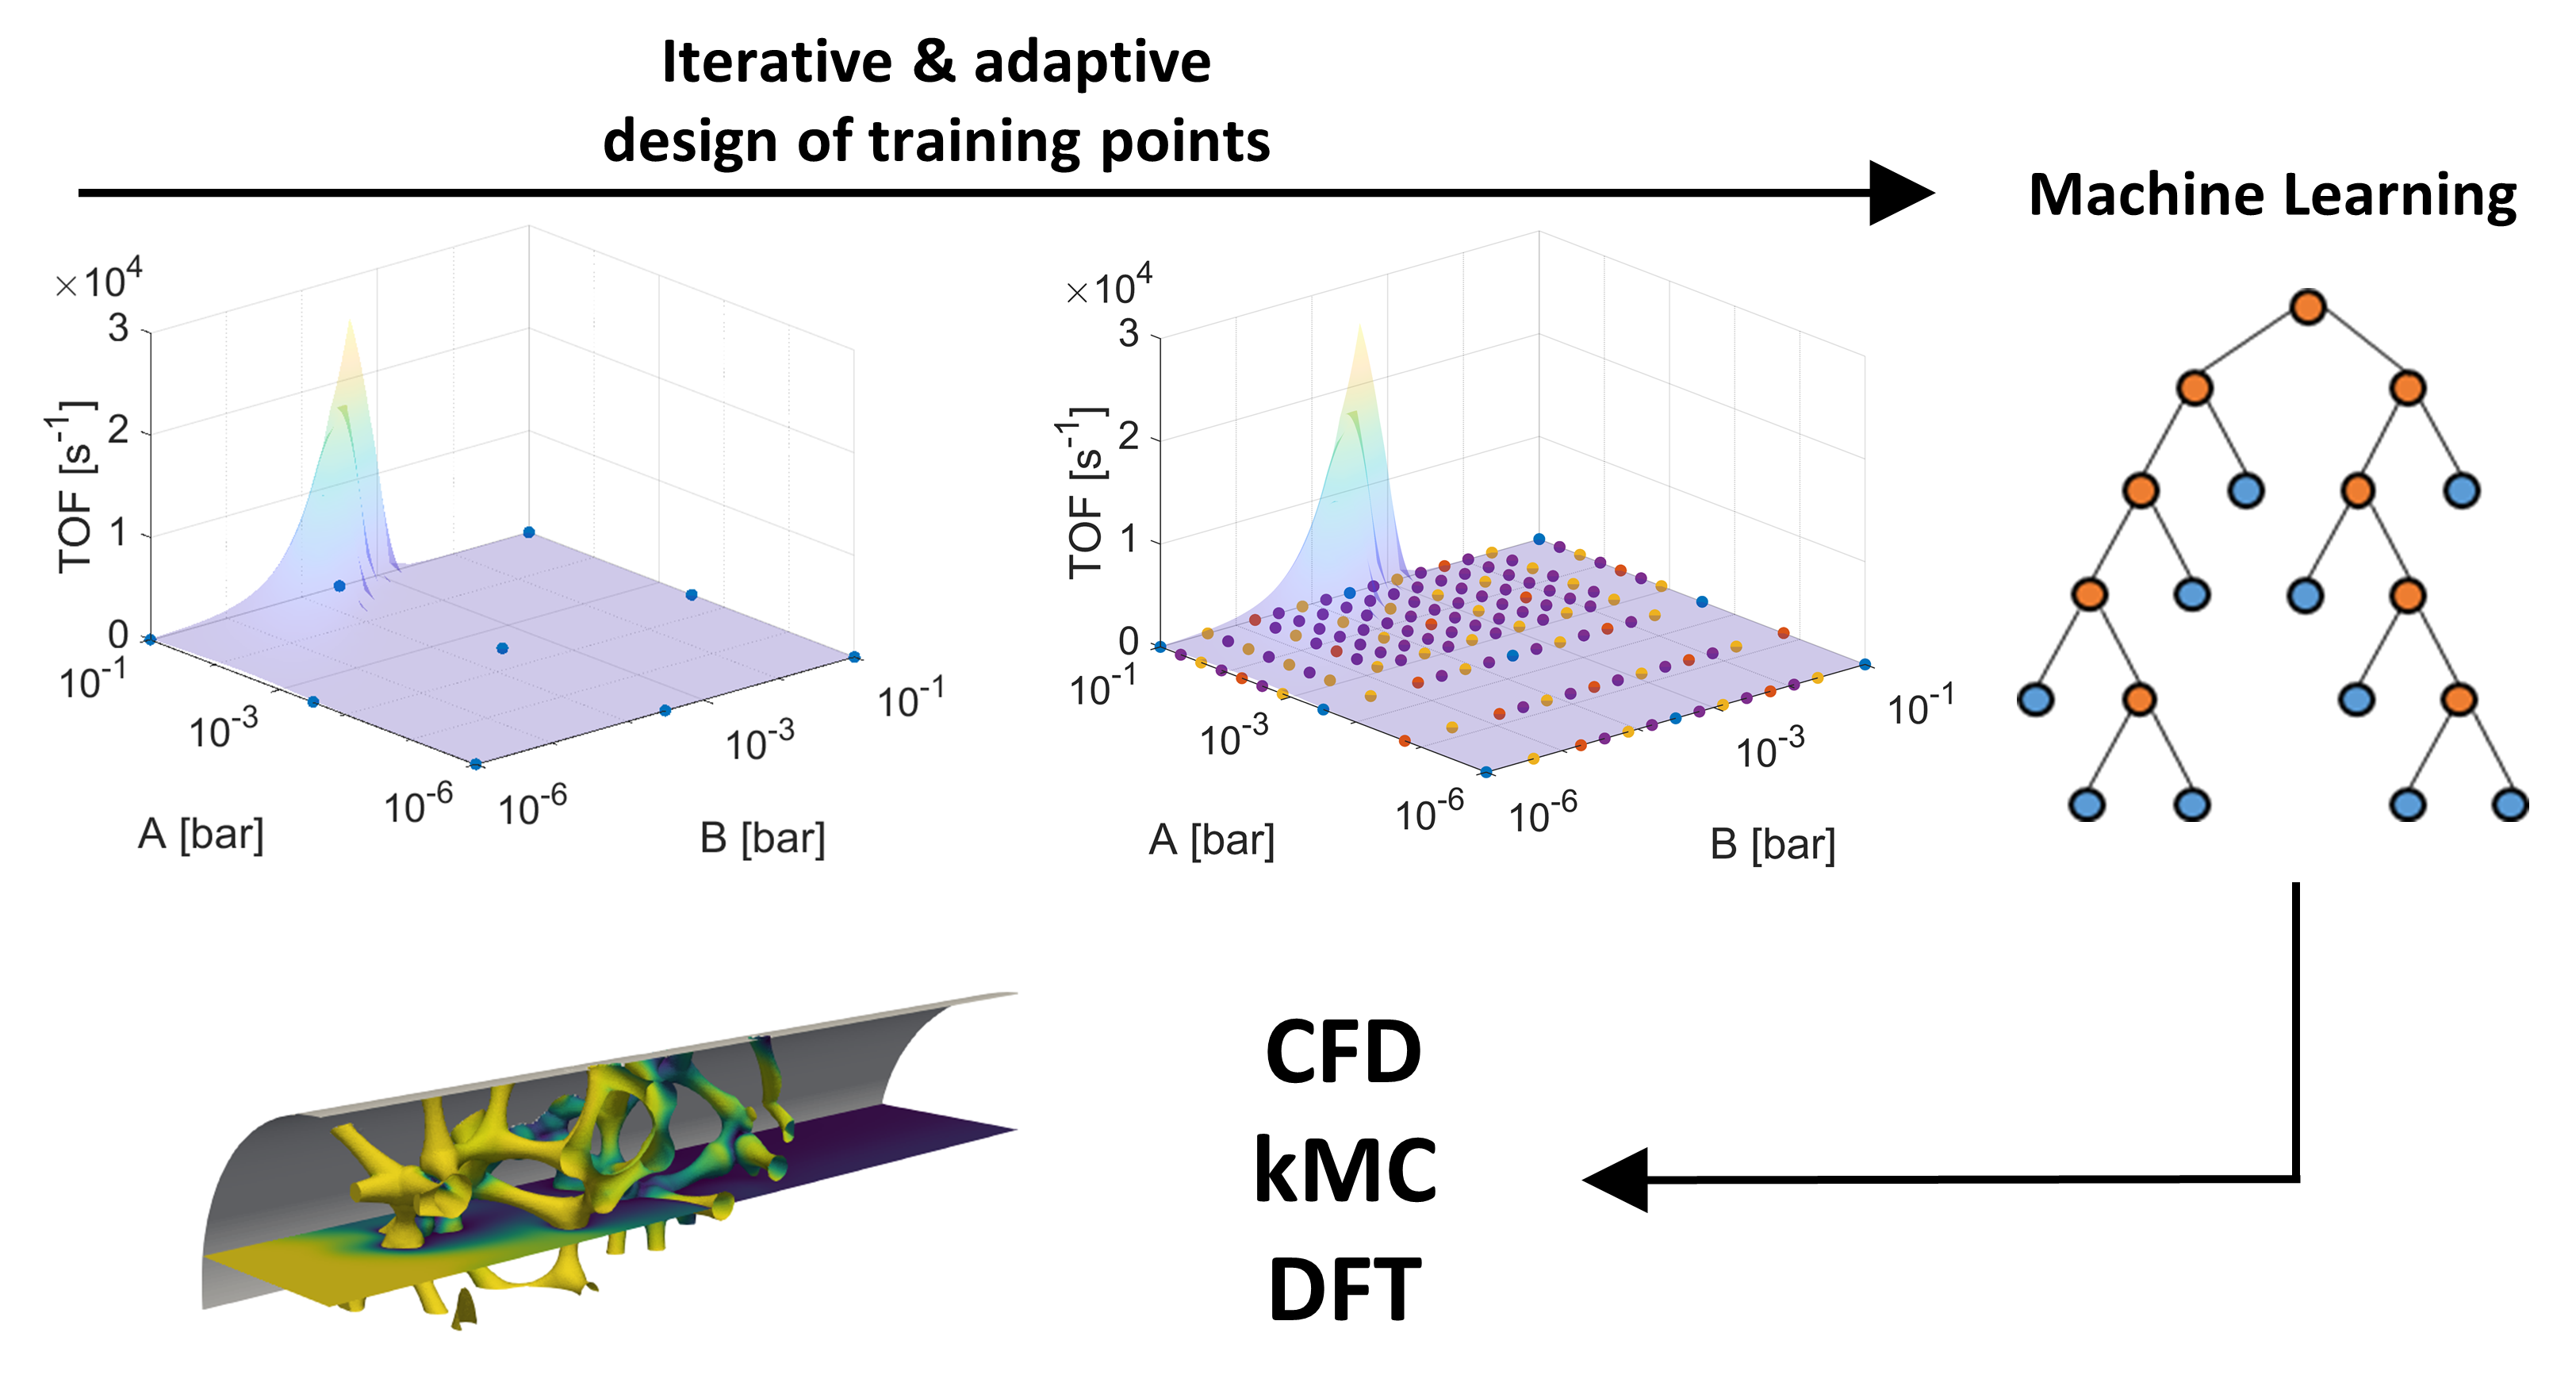 Iterative & adaptive
design of training points
Machine Learning
×10^4
3
2
1
0
TOF [s^-1]
10^-1
10^-3
10^-6
A [bar]
10^-6
10^-3
10^-1
B [bar]
×10^4
3
2
1
0
TOF [s^-1]
10^-1
10^-3
10^-6
A [bar]
10^-6
10^-3
10^-1
B [bar]
CFD
kMC
DFT